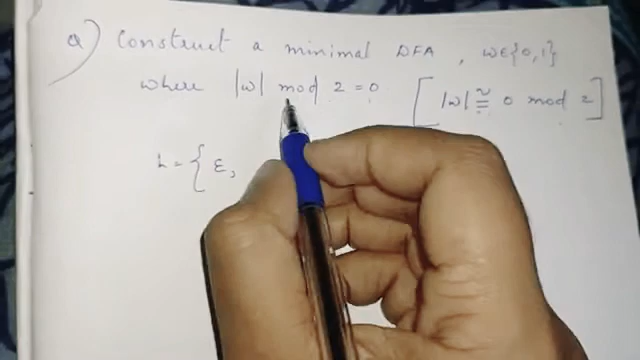 a) Construct a minimal DFA , w∈{0,1}
where |w| mod 2 = 0 [ |w| ≅ 0 mod 2 ]
L = { ε,